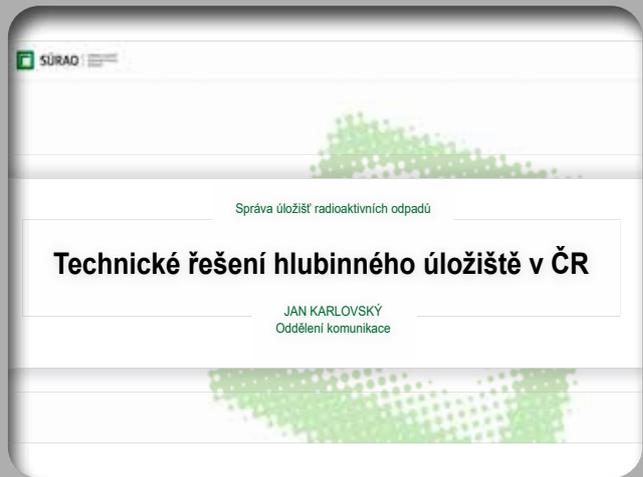 SÚRAO
Správa úložišť radioaktivních odpadů
Technické řešení hlubinného úložiště v ČR
JAN KARLOVSKÝ
Oddělení komunikace